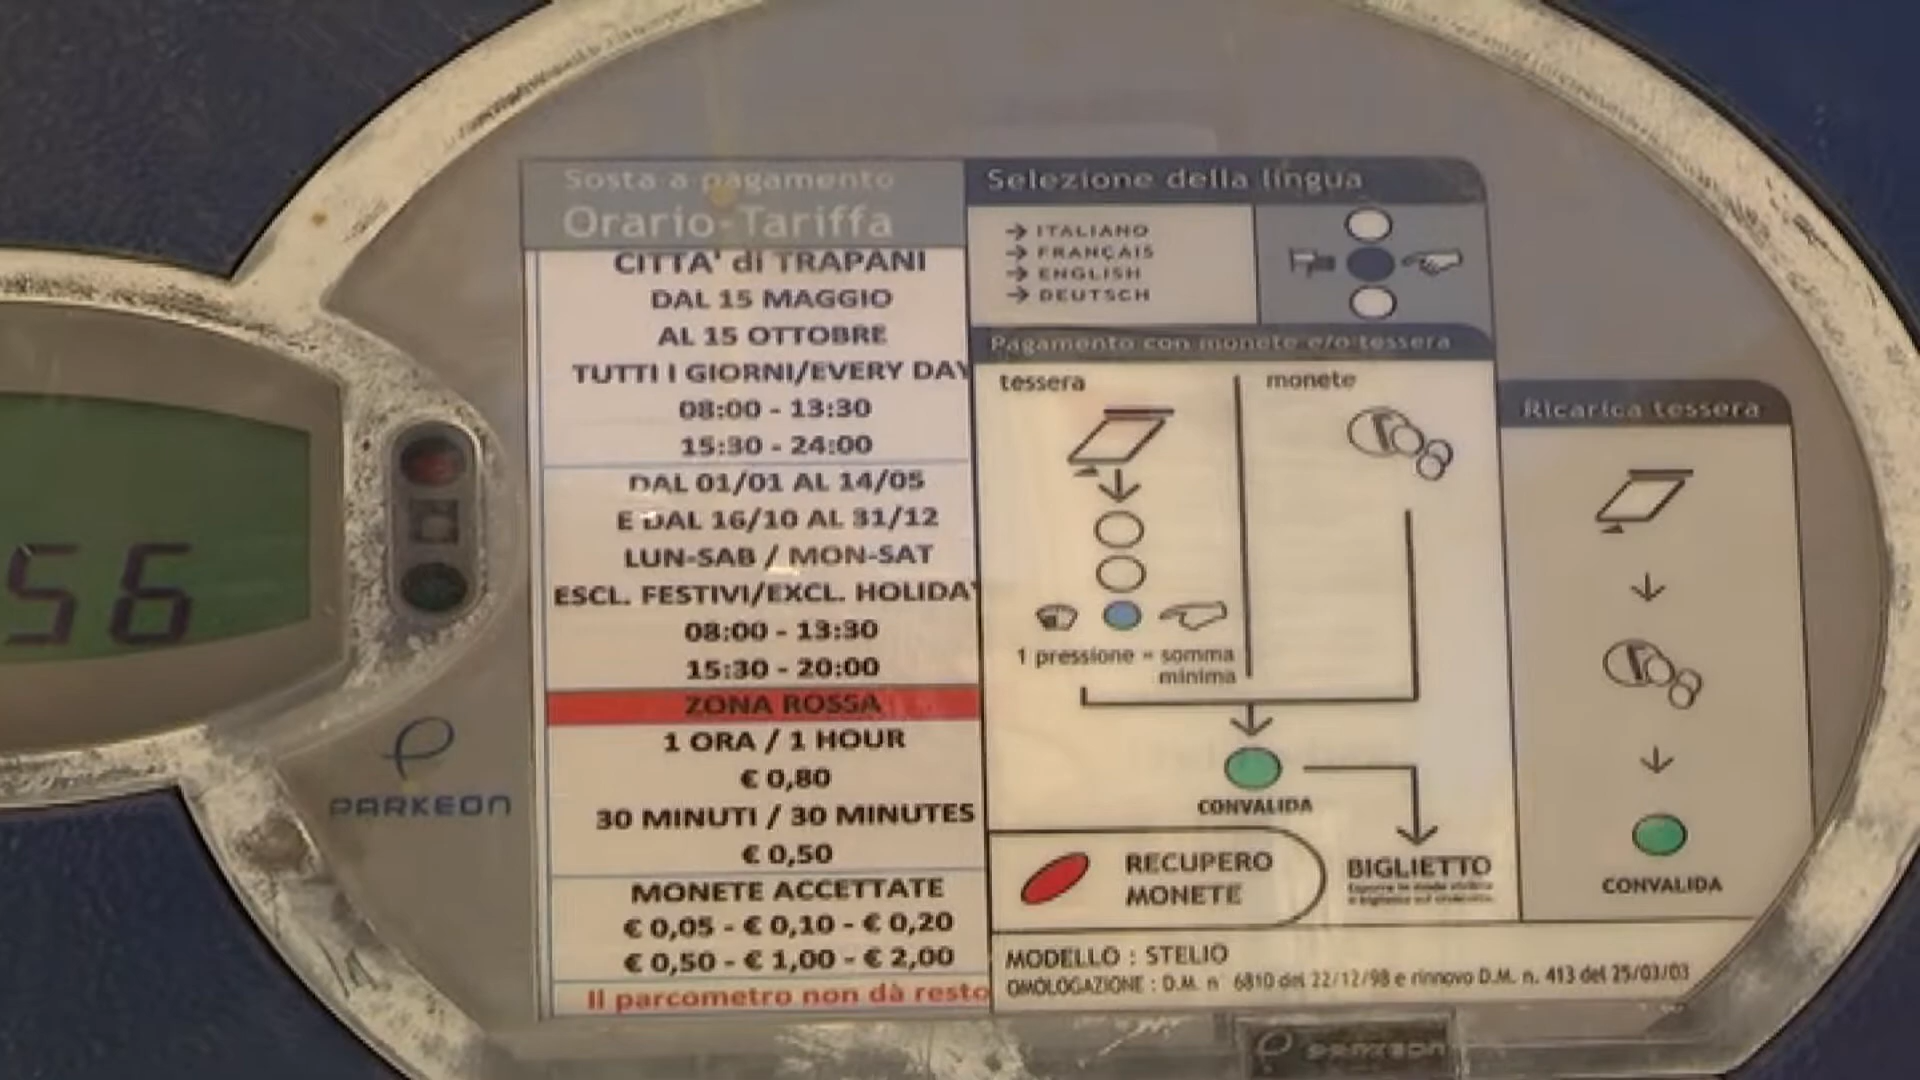 56
PARKEON
Sosta a pagamento
Orario-Tariffa
CITTA' di TRAPANI
DAL 15 MAGGIO
AL 15 OTTOBRE
TUTTI I GIORNI/EVERY DAY
08:00 - 13:30
15:30 - 24:00
DAL 01/01 AL 14/05
E DAL 16/10 AL 31/12
LUN-SAB / MON-SAT
ESCL. FESTIVI/EXCL. HOLIDAY
08:00 - 13:30
15:30 - 20:00
ZONA ROSSA
1 ORA / 1 HOUR
€ 0,80
30 MINUTI / 30 MINUTES
€ 0,50
MONETE ACCETTATE
€ 0,05 - € 0,10 - € 0,20
€ 0,50 - € 1,00 - € 2,00
Il parcometro non dà resto
Selezione della lingua
→ ITALIANO
→ FRANÇAIS
→ ENGLISH
→ DEUTSCH
Pagamento con monete e/o tessera
tessera
monete
1 pressione = somma
minima
CONVALIDA
RECUPERO
MONETE
BIGLIETTO
Ricarica tessera
CONVALIDA
MODELLO : STELIO
OMOLOGAZIONE : D.M. n° 6810 del 22/12/98 e rinnovo D.M. n. 413 del 25/03/03
PARKEON